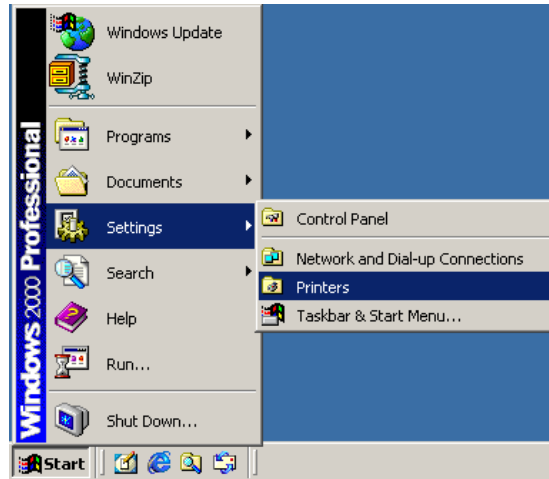 Windows Update
WinZip
Programs
Documents
Settings
Search
Help
Run...
Shut Down...
Windows 2000 Professional
Control Panel
Network and Dial-up Connections
Printers
Taskbar & Start Menu...
Start